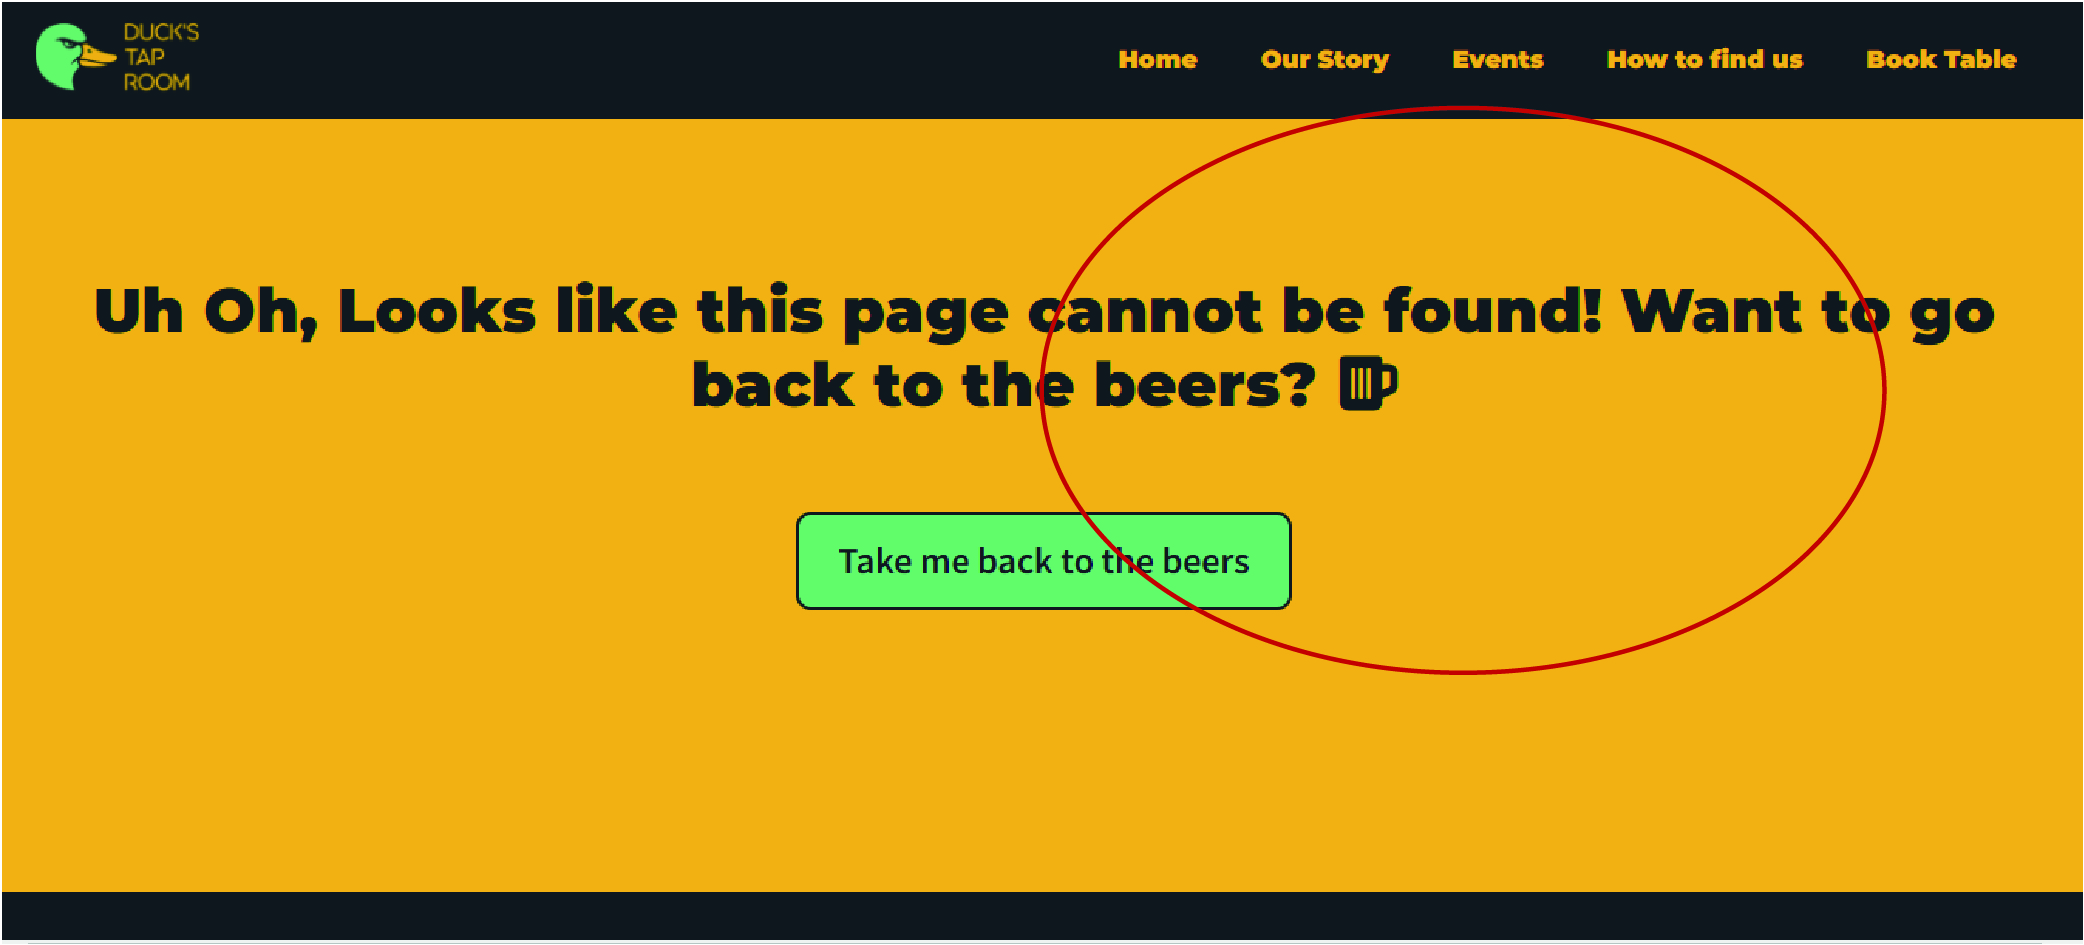 DUCK'S
TAP
ROOM
Home Our Story Events How to find us Book Table
Uh Oh, Looks like this page cannot be found! Want to go
back to the beers?
Take me back to the beers